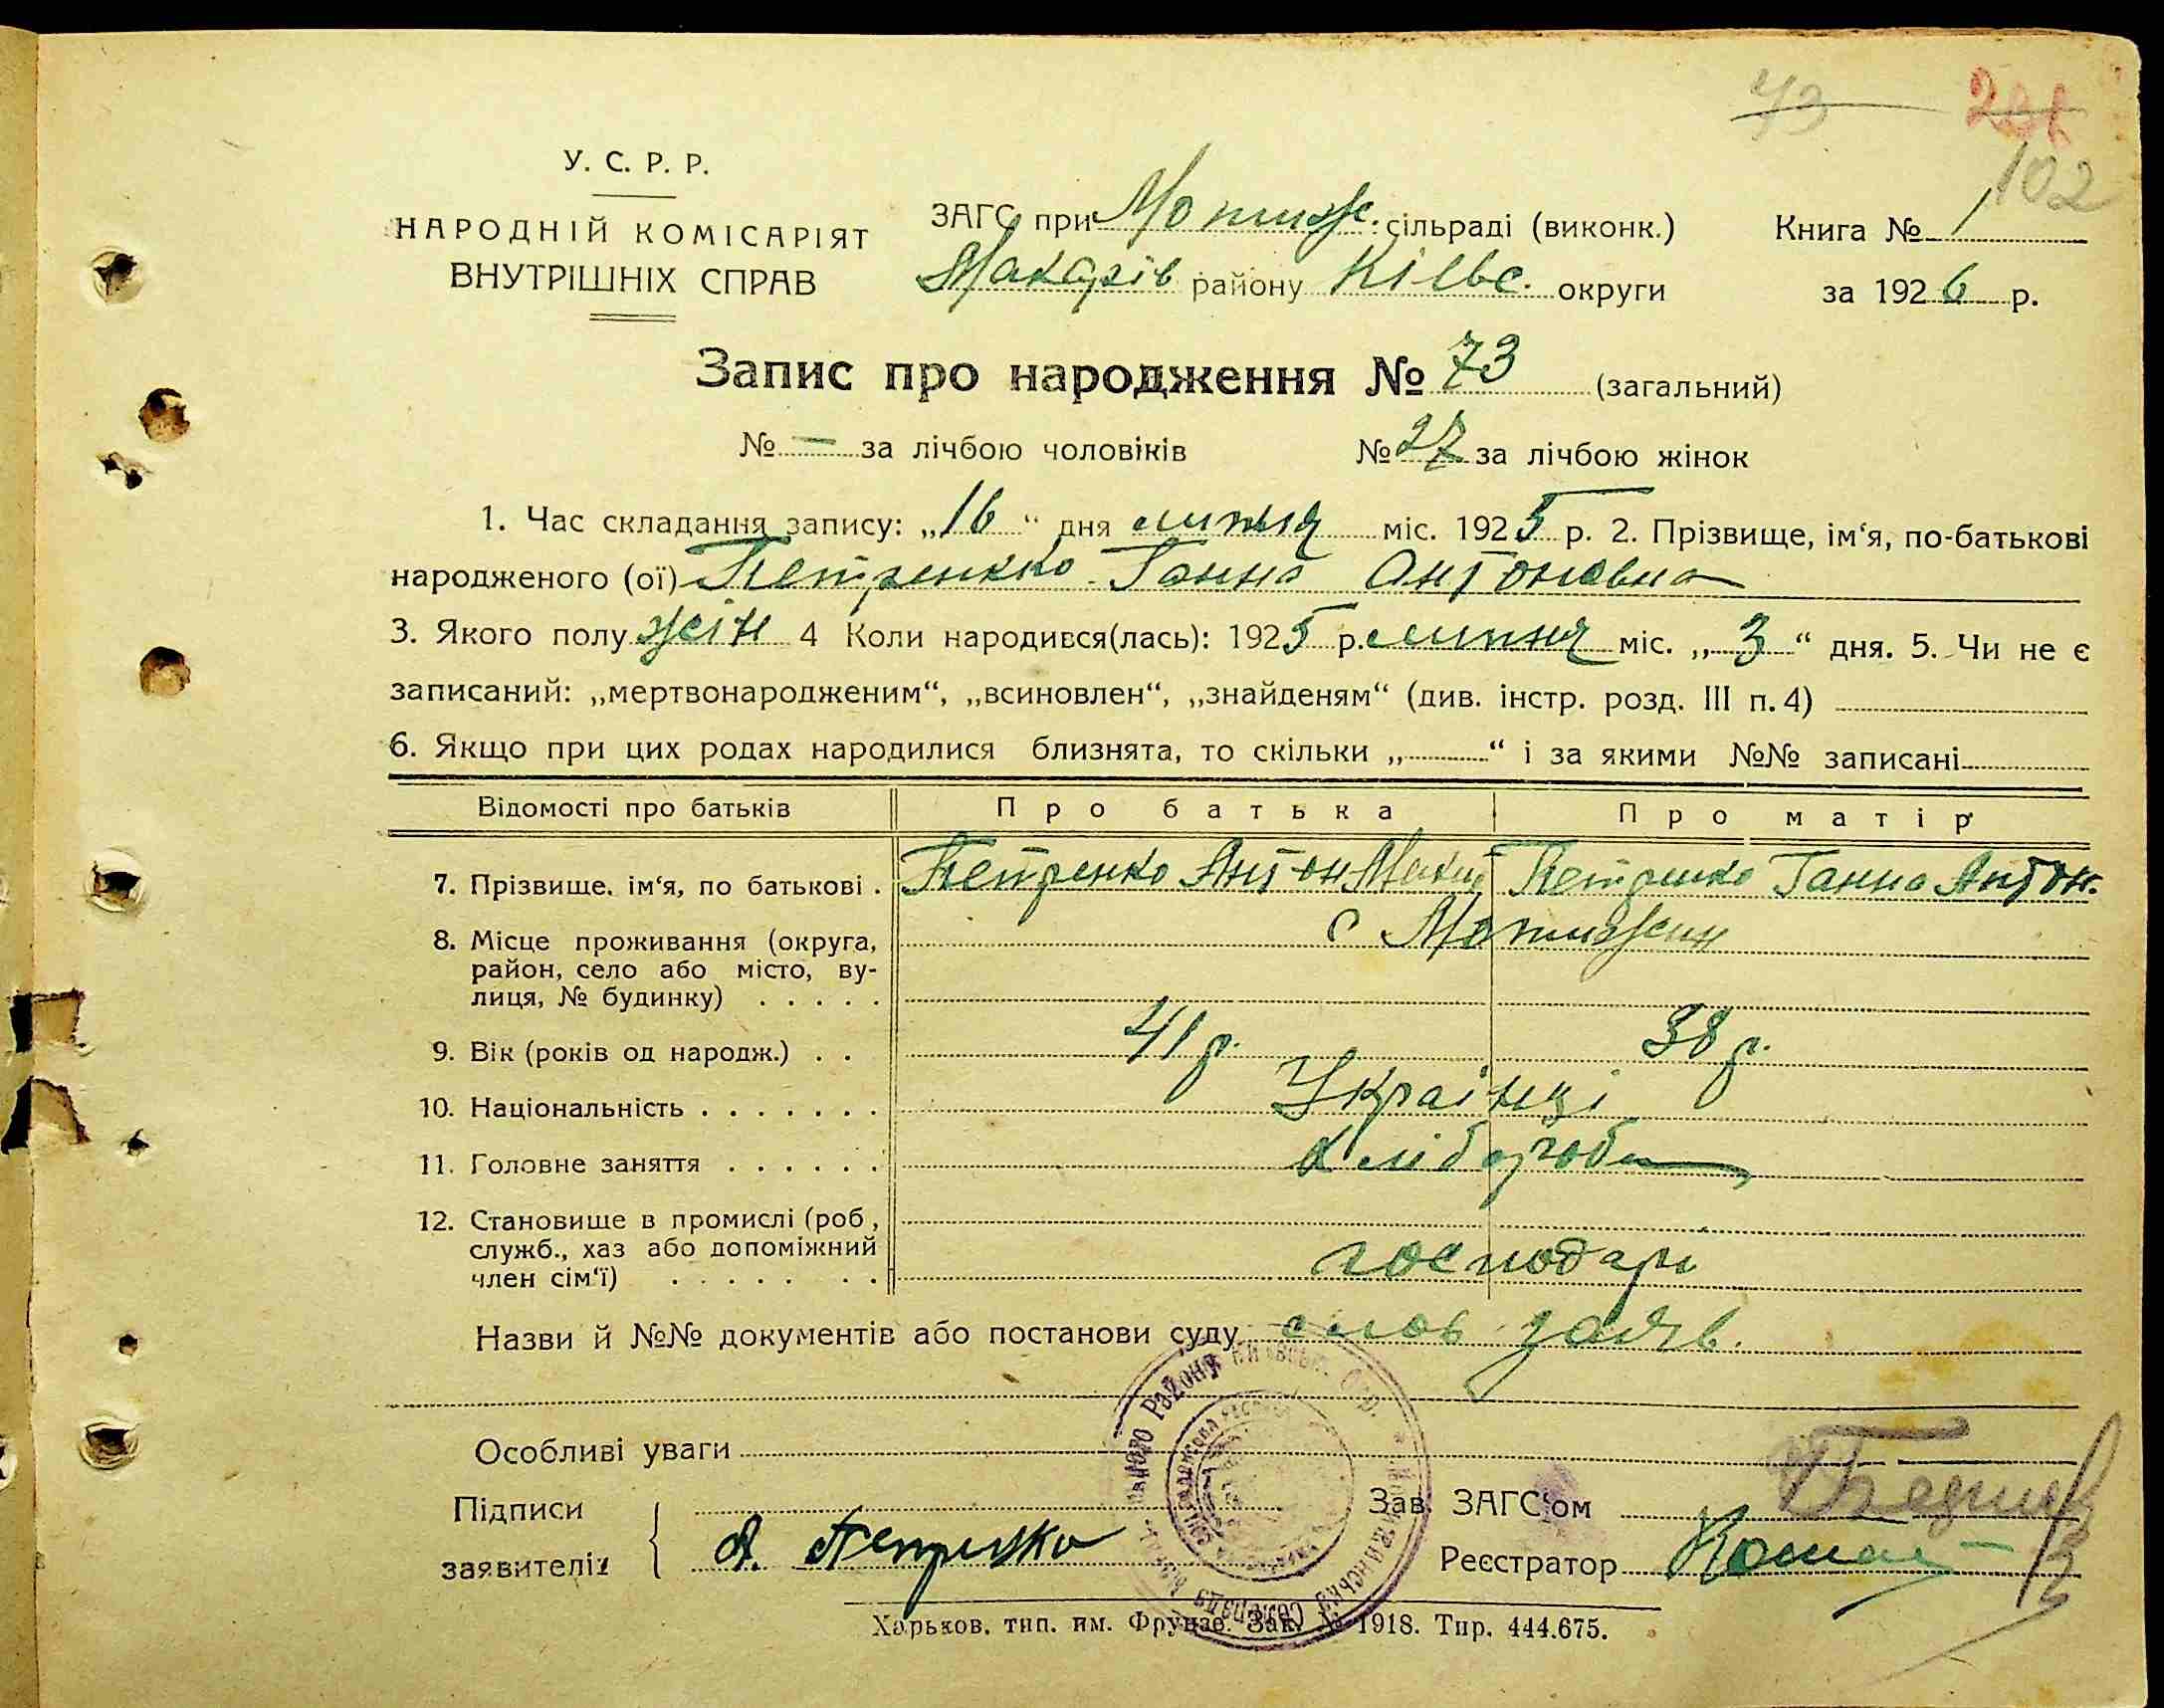 73 102
У. С. Р. Р.
НАРОДНІЙ КОМІСАРІЯТ
ВНУТРІШНІХ СПРАВ
ЗАГС при Мотиж. сільраді (виконк.) Книга № 1
Макарів району Київс. округи за 1926 р.
Запис про народження № 73 (загальний)
№ — за лічбою чоловіків № 27 за лічбою жінок
1. Час складання запису: „16“ дня липня міс. 1925 р. 2. Прізвище, ім‘я, по-батькові
народженого (ої) Петренко Ганна Антоновна
3. Якого полу жін 4 Коли народився(лась): 1925 р. липня міс. „3“ дня. 5. Чи не є
записаний: „мертвонародженим“, „всиновлен“, „знайденям“ (див. інстр. розд. III п. 4)
6. Якщо при цих родах народилися близнята, то скільки „ “ і за якими №№ записані
Відомості про батьків Про батька Про матір
7. Прізвище, ім‘я, по батькові . Петренко Антон Петренко Ганна Антон.
8. Місце проживання (округа, с Мотижин
район, село або місто, ву-
лиця, № будинку) . . . . .
9. Вік (років од народж.) . . 41 р. 38 р.
10. Національність . . . . . . . Українці
11. Головне заняття . . . . . . хлібороби
12. Становище в промислі (роб,
служб., хаз або допоміжний
член сім‘ї) . . . . . . . господарі
Назви й №№ документів або постанови суду слов заяв.
Особливі уваги
Підписи Зав. ЗАГС‘ом
заявителів А. Петренко Реєстратор
Харьков. тип. им. Фрунзе. Зак. № 1918. Тир. 444.675.